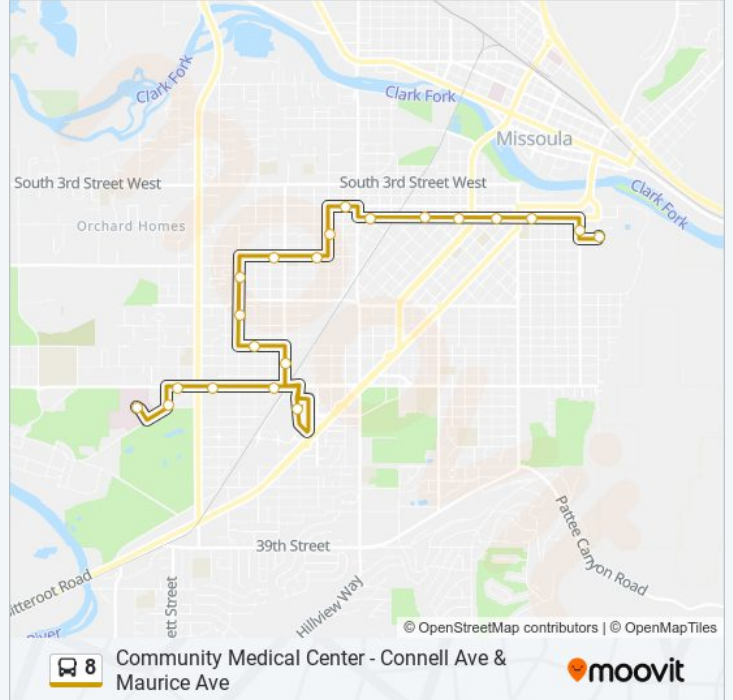 Clark Fork
Clark Fork
Missoula
South 3rd Street West
South 3rd Street West
Clark Fork
Orchard Homes
39th Street
Pattee Canyon Road
itteroot Road
ett Street
Hillview Way
River
© OpenStreetMap contributors | © OpenMapTiles
8
Community Medical Center - Connell Ave &
Maurice Ave
moovit